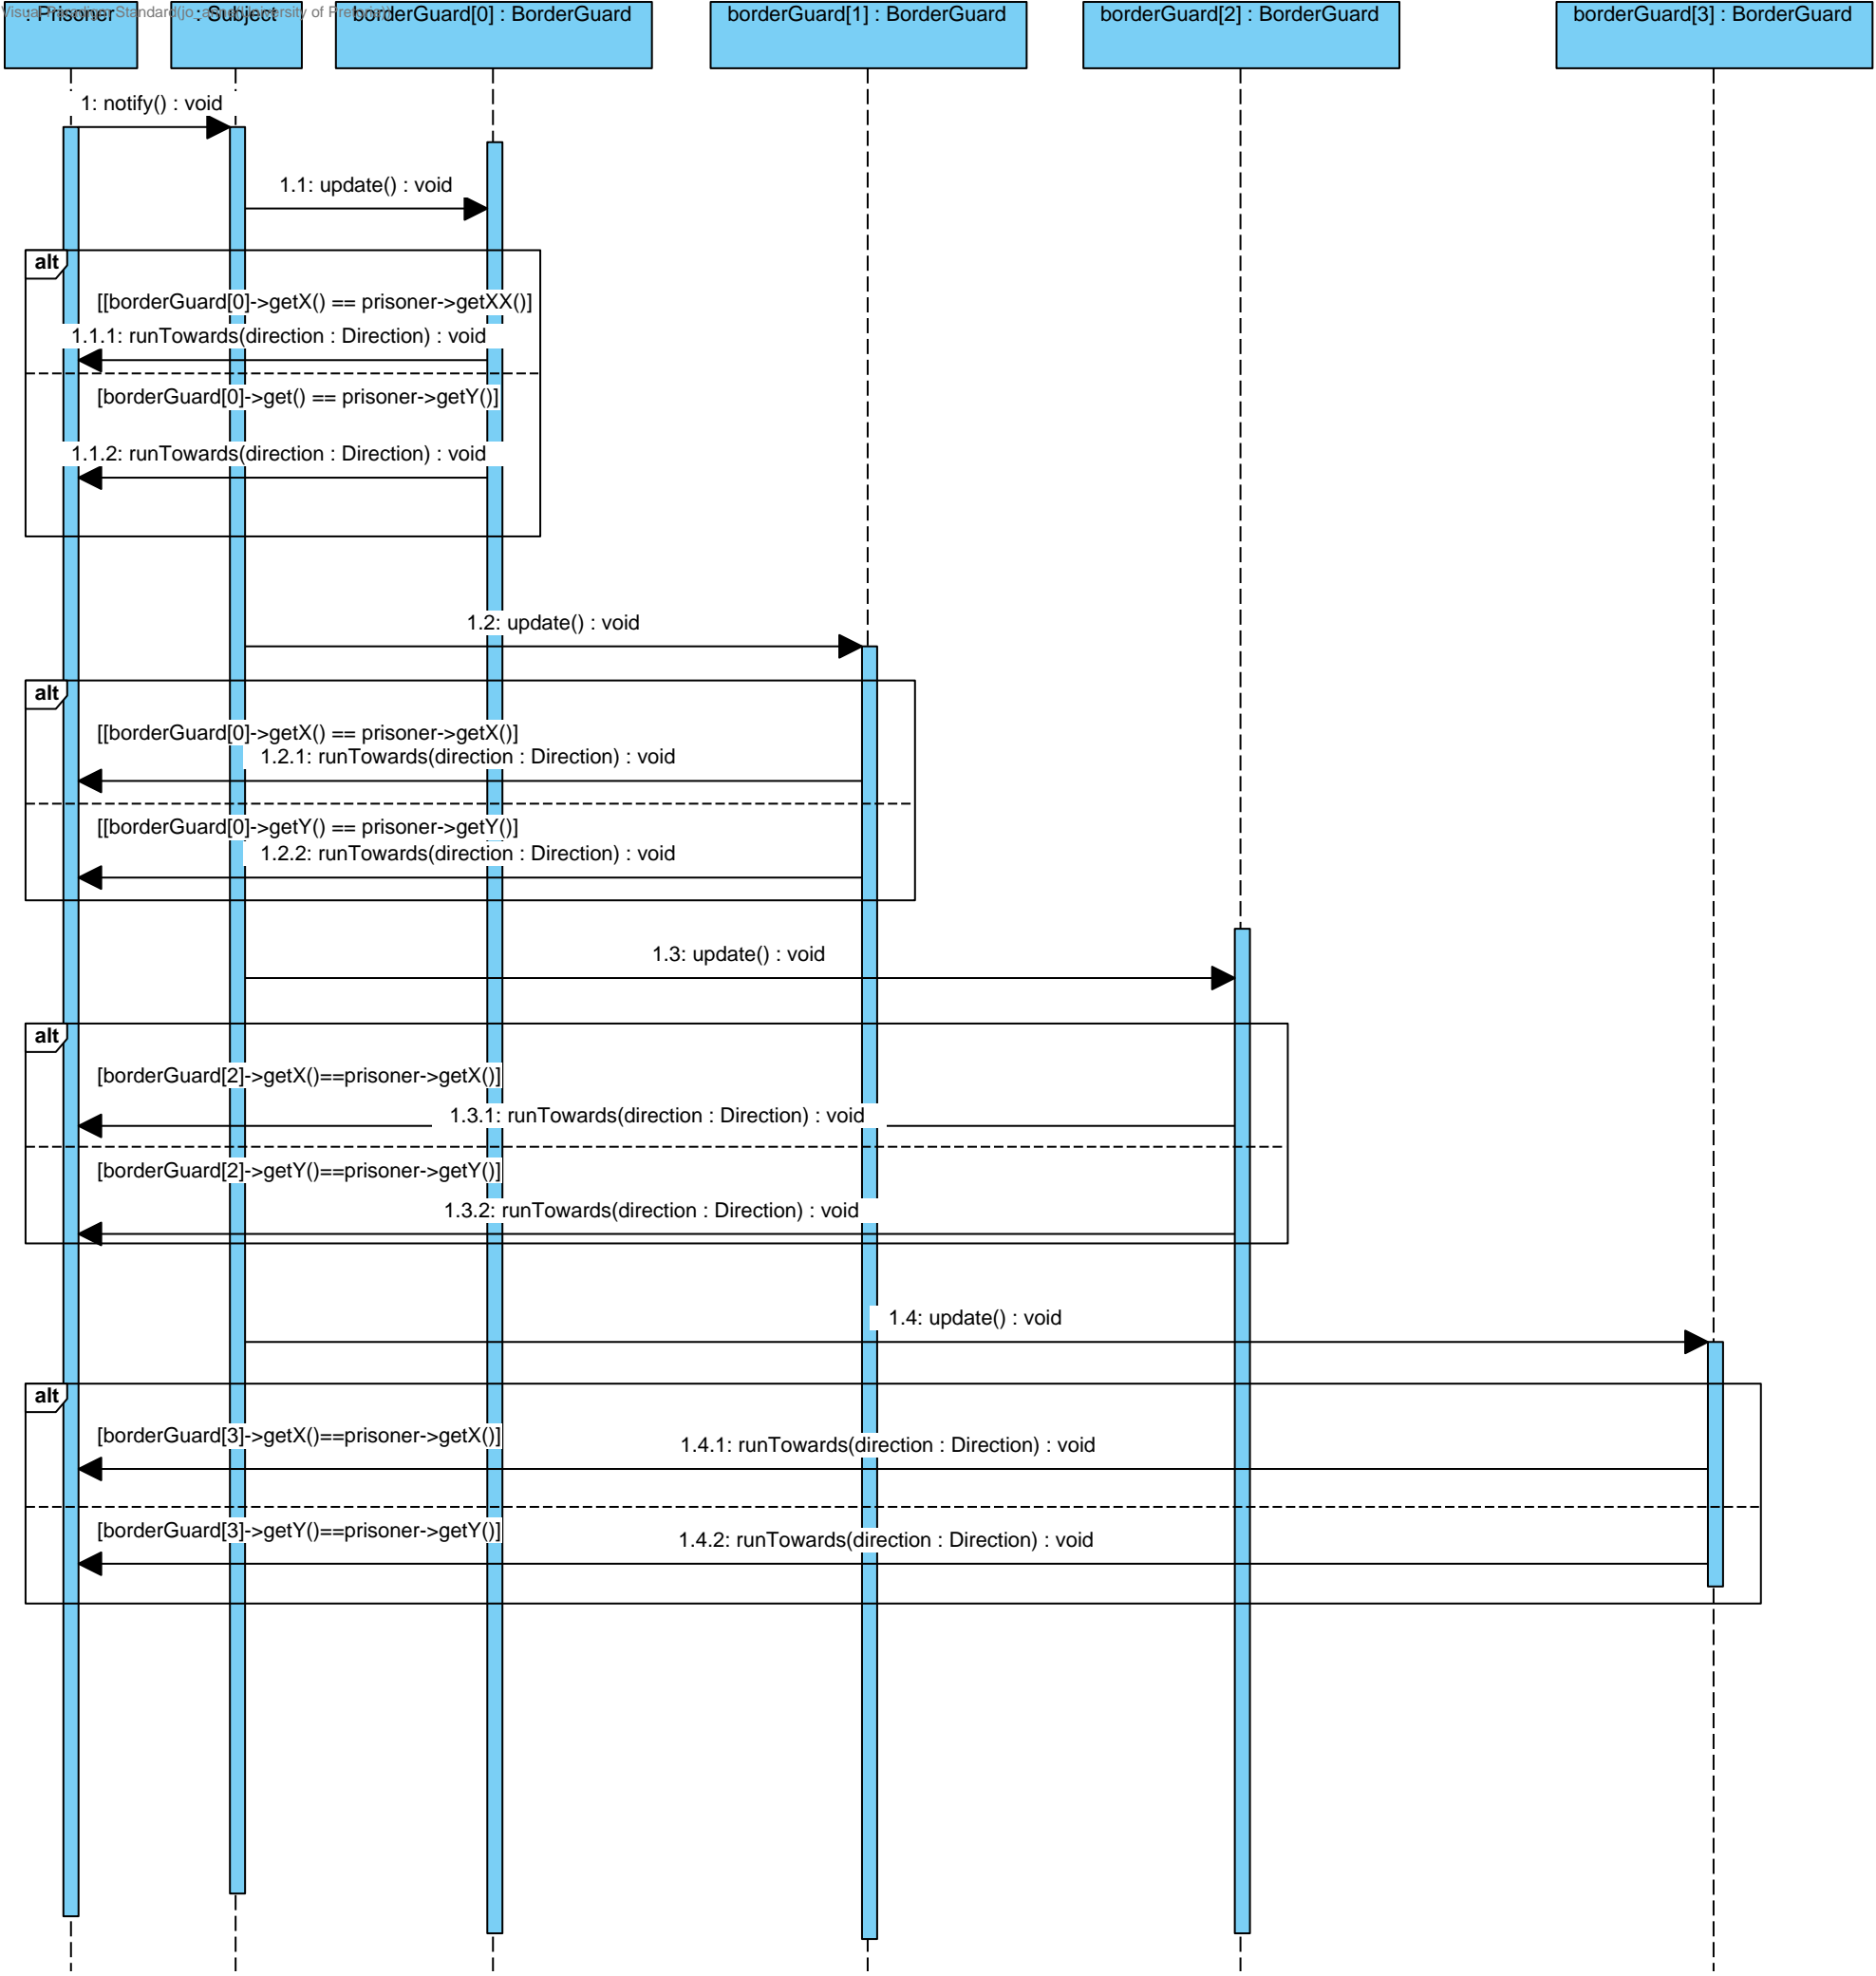 : Prisoner
: Subject
borderGuard[0] : BorderGuard
borderGuard[1] : BorderGuard
borderGuard[2] : BorderGuard
borderGuard[3] : BorderGuard
Visual Paradigm Standard(jo University of Pretoria)
1: notify() : void
1.1: update() : void
alt
[[borderGuard[0]->getX() == prisoner->getXX()]
1.1.1: runTowards(direction : Direction) : void
[borderGuard[0]->get() == prisoner->getY()]
1.1.2: runTowards(direction : Direction) : void
1.2: update() : void
alt
[[borderGuard[0]->getX() == prisoner->getX()]
1.2.1: runTowards(direction : Direction) : void
[[borderGuard[0]->getY() == prisoner->getY()]
1.2.2: runTowards(direction : Direction) : void
1.3: update() : void
alt
[borderGuard[2]->getX()==prisoner->getX()]
1.3.1: runTowards(direction : Direction) : void
[borderGuard[2]->getY()==prisoner->getY()]
1.3.2: runTowards(direction : Direction) : void
1.4: update() : void
alt
[borderGuard[3]->getX()==prisoner->getX()]
1.4.1: runTowards(direction : Direction) : void
[borderGuard[3]->getY()==prisoner->getY()]
1.4.2: runTowards(direction : Direction) : void